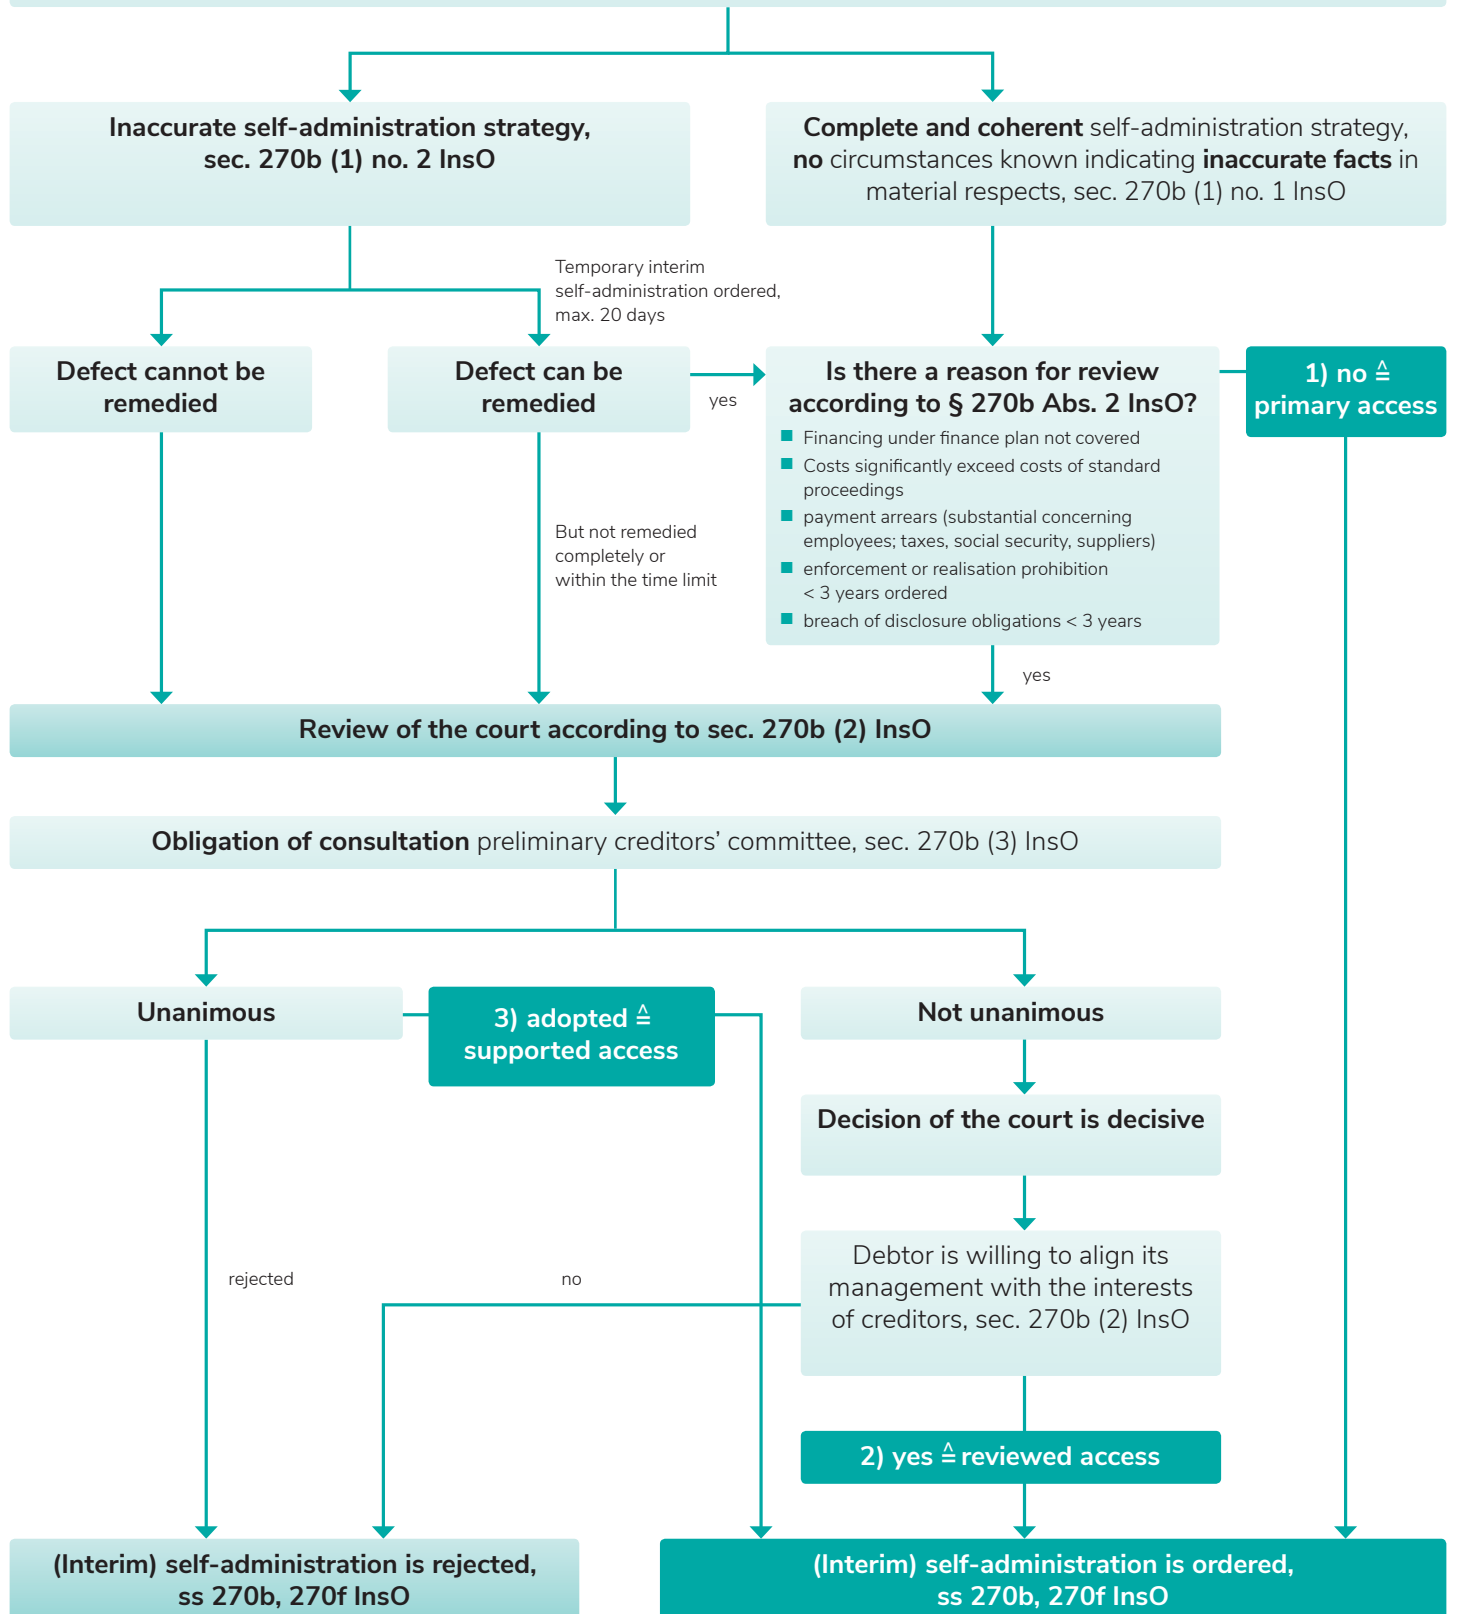 Inaccurate self-administration strategy,
sec. 270b (1) no. 2 InsO
Complete and coherent self-administration strategy,
no circumstances known indicating inaccurate facts in
material respects, sec. 270b (1) no. 1 InsO
Temporary interim
self-administration ordered,
max. 20 days
Defect cannot be
remedied
Defect can be
remedied
yes
Is there a reason for review
according to § 270b Abs. 2 InsO?
■ Financing under finance plan not covered
■ Costs significantly exceed costs of standard
proceedings
■ payment arrears (substantial concerning
employees; taxes, social security, suppliers)
■ enforcement or realisation prohibition
< 3 years ordered
■ breach of disclosure obligations < 3 years
1) no ≙
primary access
But not remedied
completely or
within the time limit
yes
Review of the court according to sec. 270b (2) InsO
Obligation of consultation preliminary creditors’ committee, sec. 270b (3) InsO
Unanimous
3) adopted ≙
supported access
Not unanimous
Decision of the court is decisive
Debtor is willing to align its
management with the interests
of creditors, sec. 270b (2) InsO
rejected
no
2) yes ≙ reviewed access
(Interim) self-administration is rejected,
ss 270b, 270f InsO
(Interim) self-administration is ordered,
ss 270b, 270f InsO